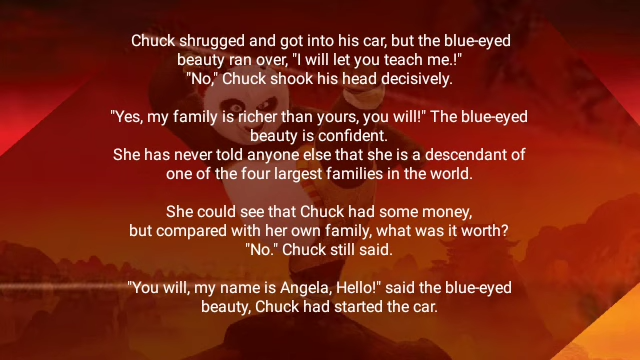 Chuck shrugged and got into his car, but the blue-eyed
beauty ran over, "I will let you teach me.!"
"No," Chuck shook his head decisively.
"Yes, my family is richer than yours, you will!" The blue-eyed
beauty is confident.
She has never told anyone else that she is a descendant of
one of the four largest families in the world.
She could see that Chuck had some money,
but compared with her own family, what was it worth?
"No." Chuck still said.
"You will, my name is Angela, Hello!" said the blue-eyed
beauty, Chuck had started the car.